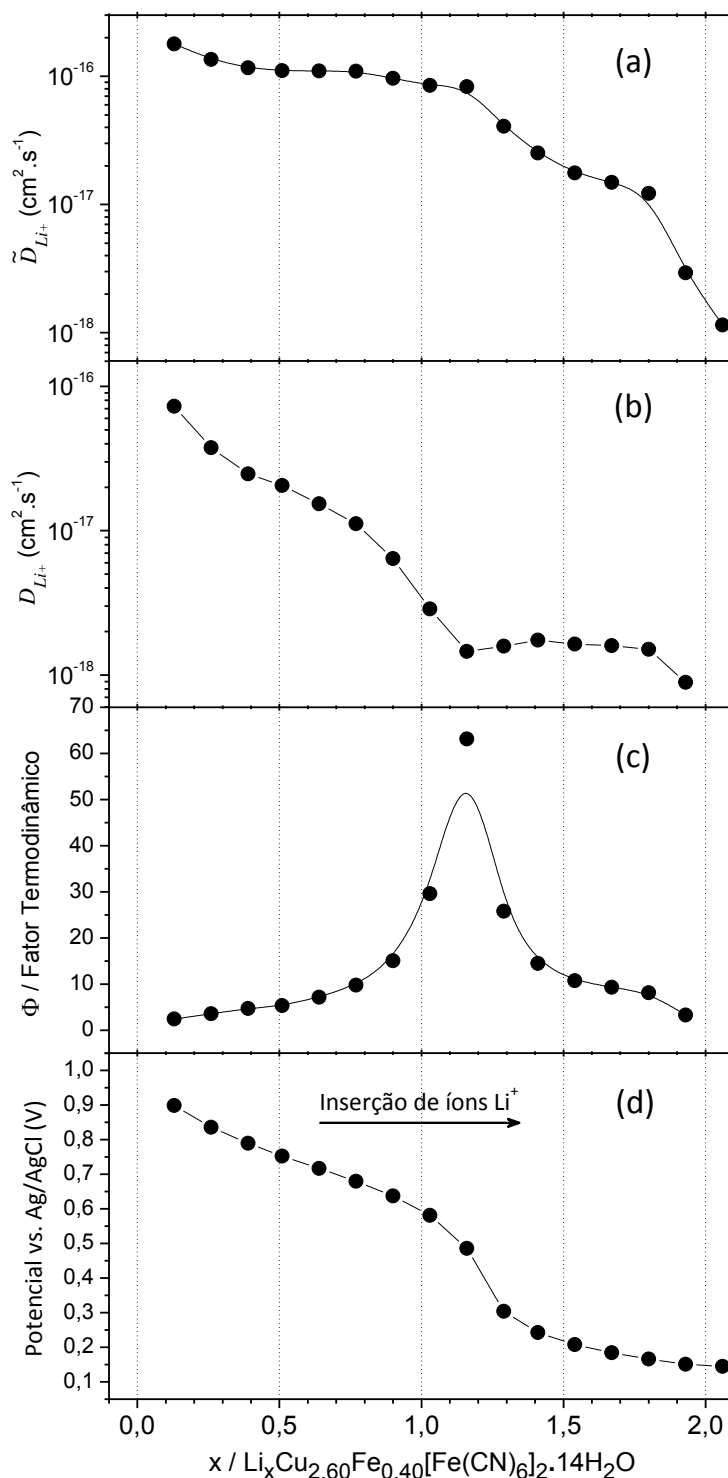 (a)
10⁻¹⁶
10⁻¹⁷
10⁻¹⁸
D̃Li+ (cm².s⁻¹)
(b)
10⁻¹⁶
10⁻¹⁷
10⁻¹⁸
DLi+ (cm².s⁻¹)
(c)
70
60
50
40
30
20
10
0
Φ / Fator Termodinâmico
(d)
Inserção de íons Li⁺
1,0
0,9
0,8
0,7
0,6
0,5
0,4
0,3
0,2
0,1
Potencial vs. Ag/AgCl (V)
0,0 0,5 1,0 1,5 2,0
x / LiₓCu₂.₆₀Fe₀.₄₀[Fe(CN)₆]₂.14H₂O